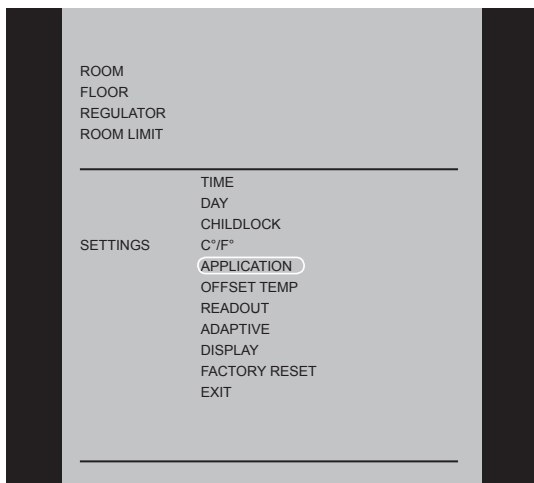 ROOM
FLOOR
REGULATOR
ROOM LIMIT
TIME
DAY
CHILDLOCK
SETTINGS C°/F°
APPLICATION
OFFSET TEMP
READOUT
ADAPTIVE
DISPLAY
FACTORY RESET
EXIT